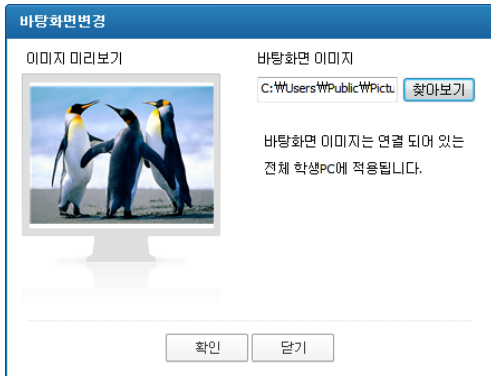 바탕화면변경
이미지 미리보기
바탕화면 이미지
C:₩Users₩Public₩Pictu
찾아보기
바탕화면 이미지는 연결 되어 있는
전체 학생PC에 적용됩니다.
확인
닫기